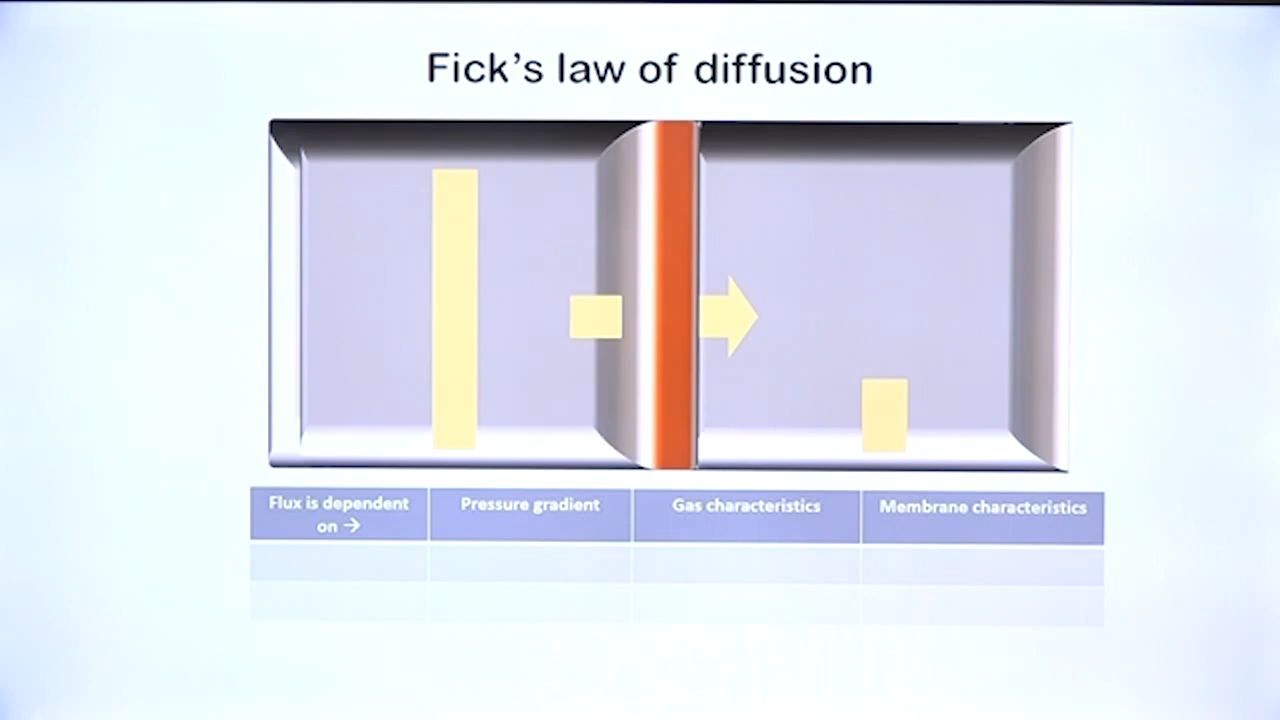 Fick's law of diffusion
Flux is dependent
on →
Pressure gradient
Gas characteristics
Membrane characteristics